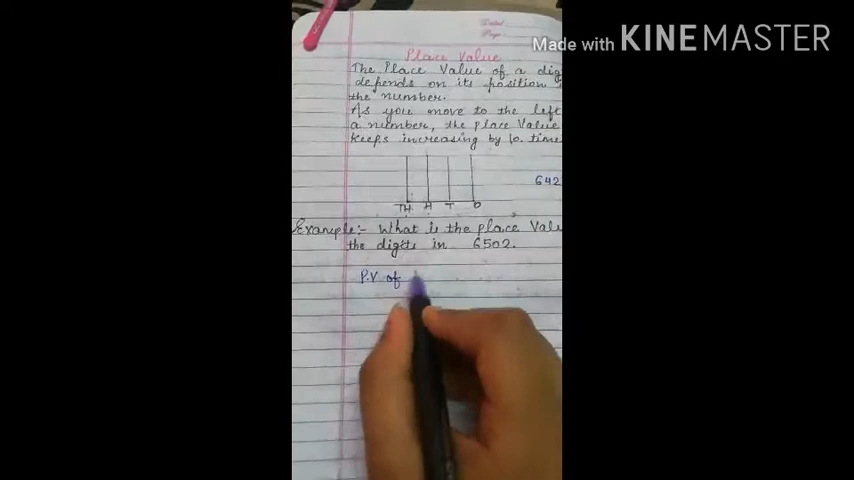 Dated
Page
Made with KINEMASTER
Place Value
The Place Value of a dig
depends on its position
the number.
As you move to the left
a number, the place Value
keeps increasing by 10. time
642
TH H T O
Example:- What is the place Valu
the digits in 6502.
P.V of